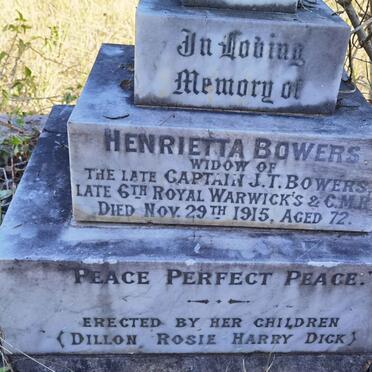 In Loving
Memory of
HENRIETTA BOWERS
WIDOW OF
THE LATE CAPTAIN J.T. BOWERS,
LATE 6TH ROYAL WARWICK'S & C.M.R.
DIED NOV. 29TH 1915, AGED 72.
"PEACE PERFECT PEACE."
ERECTED BY HER CHILDREN
(DILLON ROSIE HARRY DICK)